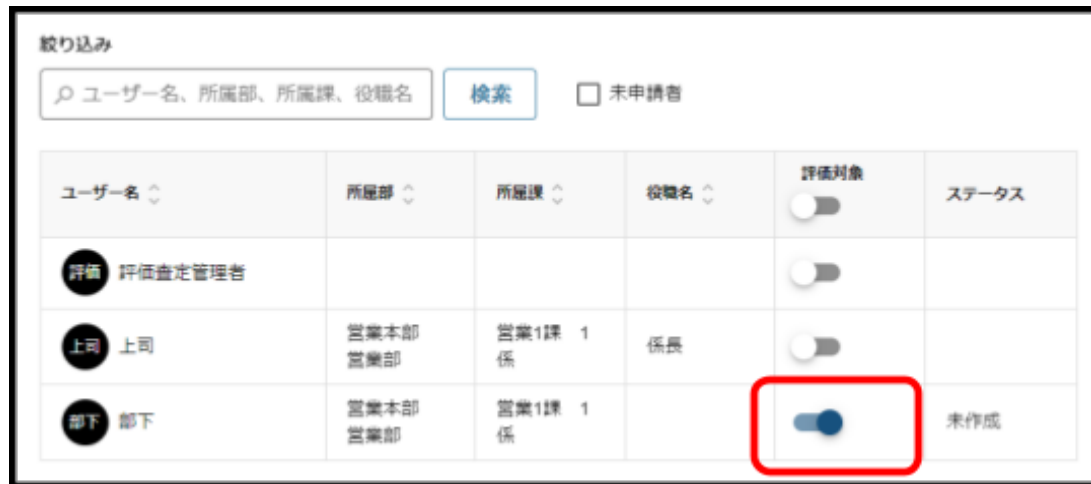 絞り込み
ユーザー名、所属部、所属課、役職名 検索 未申請者
評価対象
ユーザー名 所属部 所属課 役職名 ステータス
評価 評価査定管理者
営業本部 営業1課 1
上司 上司 係長
営業部 係
営業本部 営業1課 1
部下 部下 未作成
営業部 係